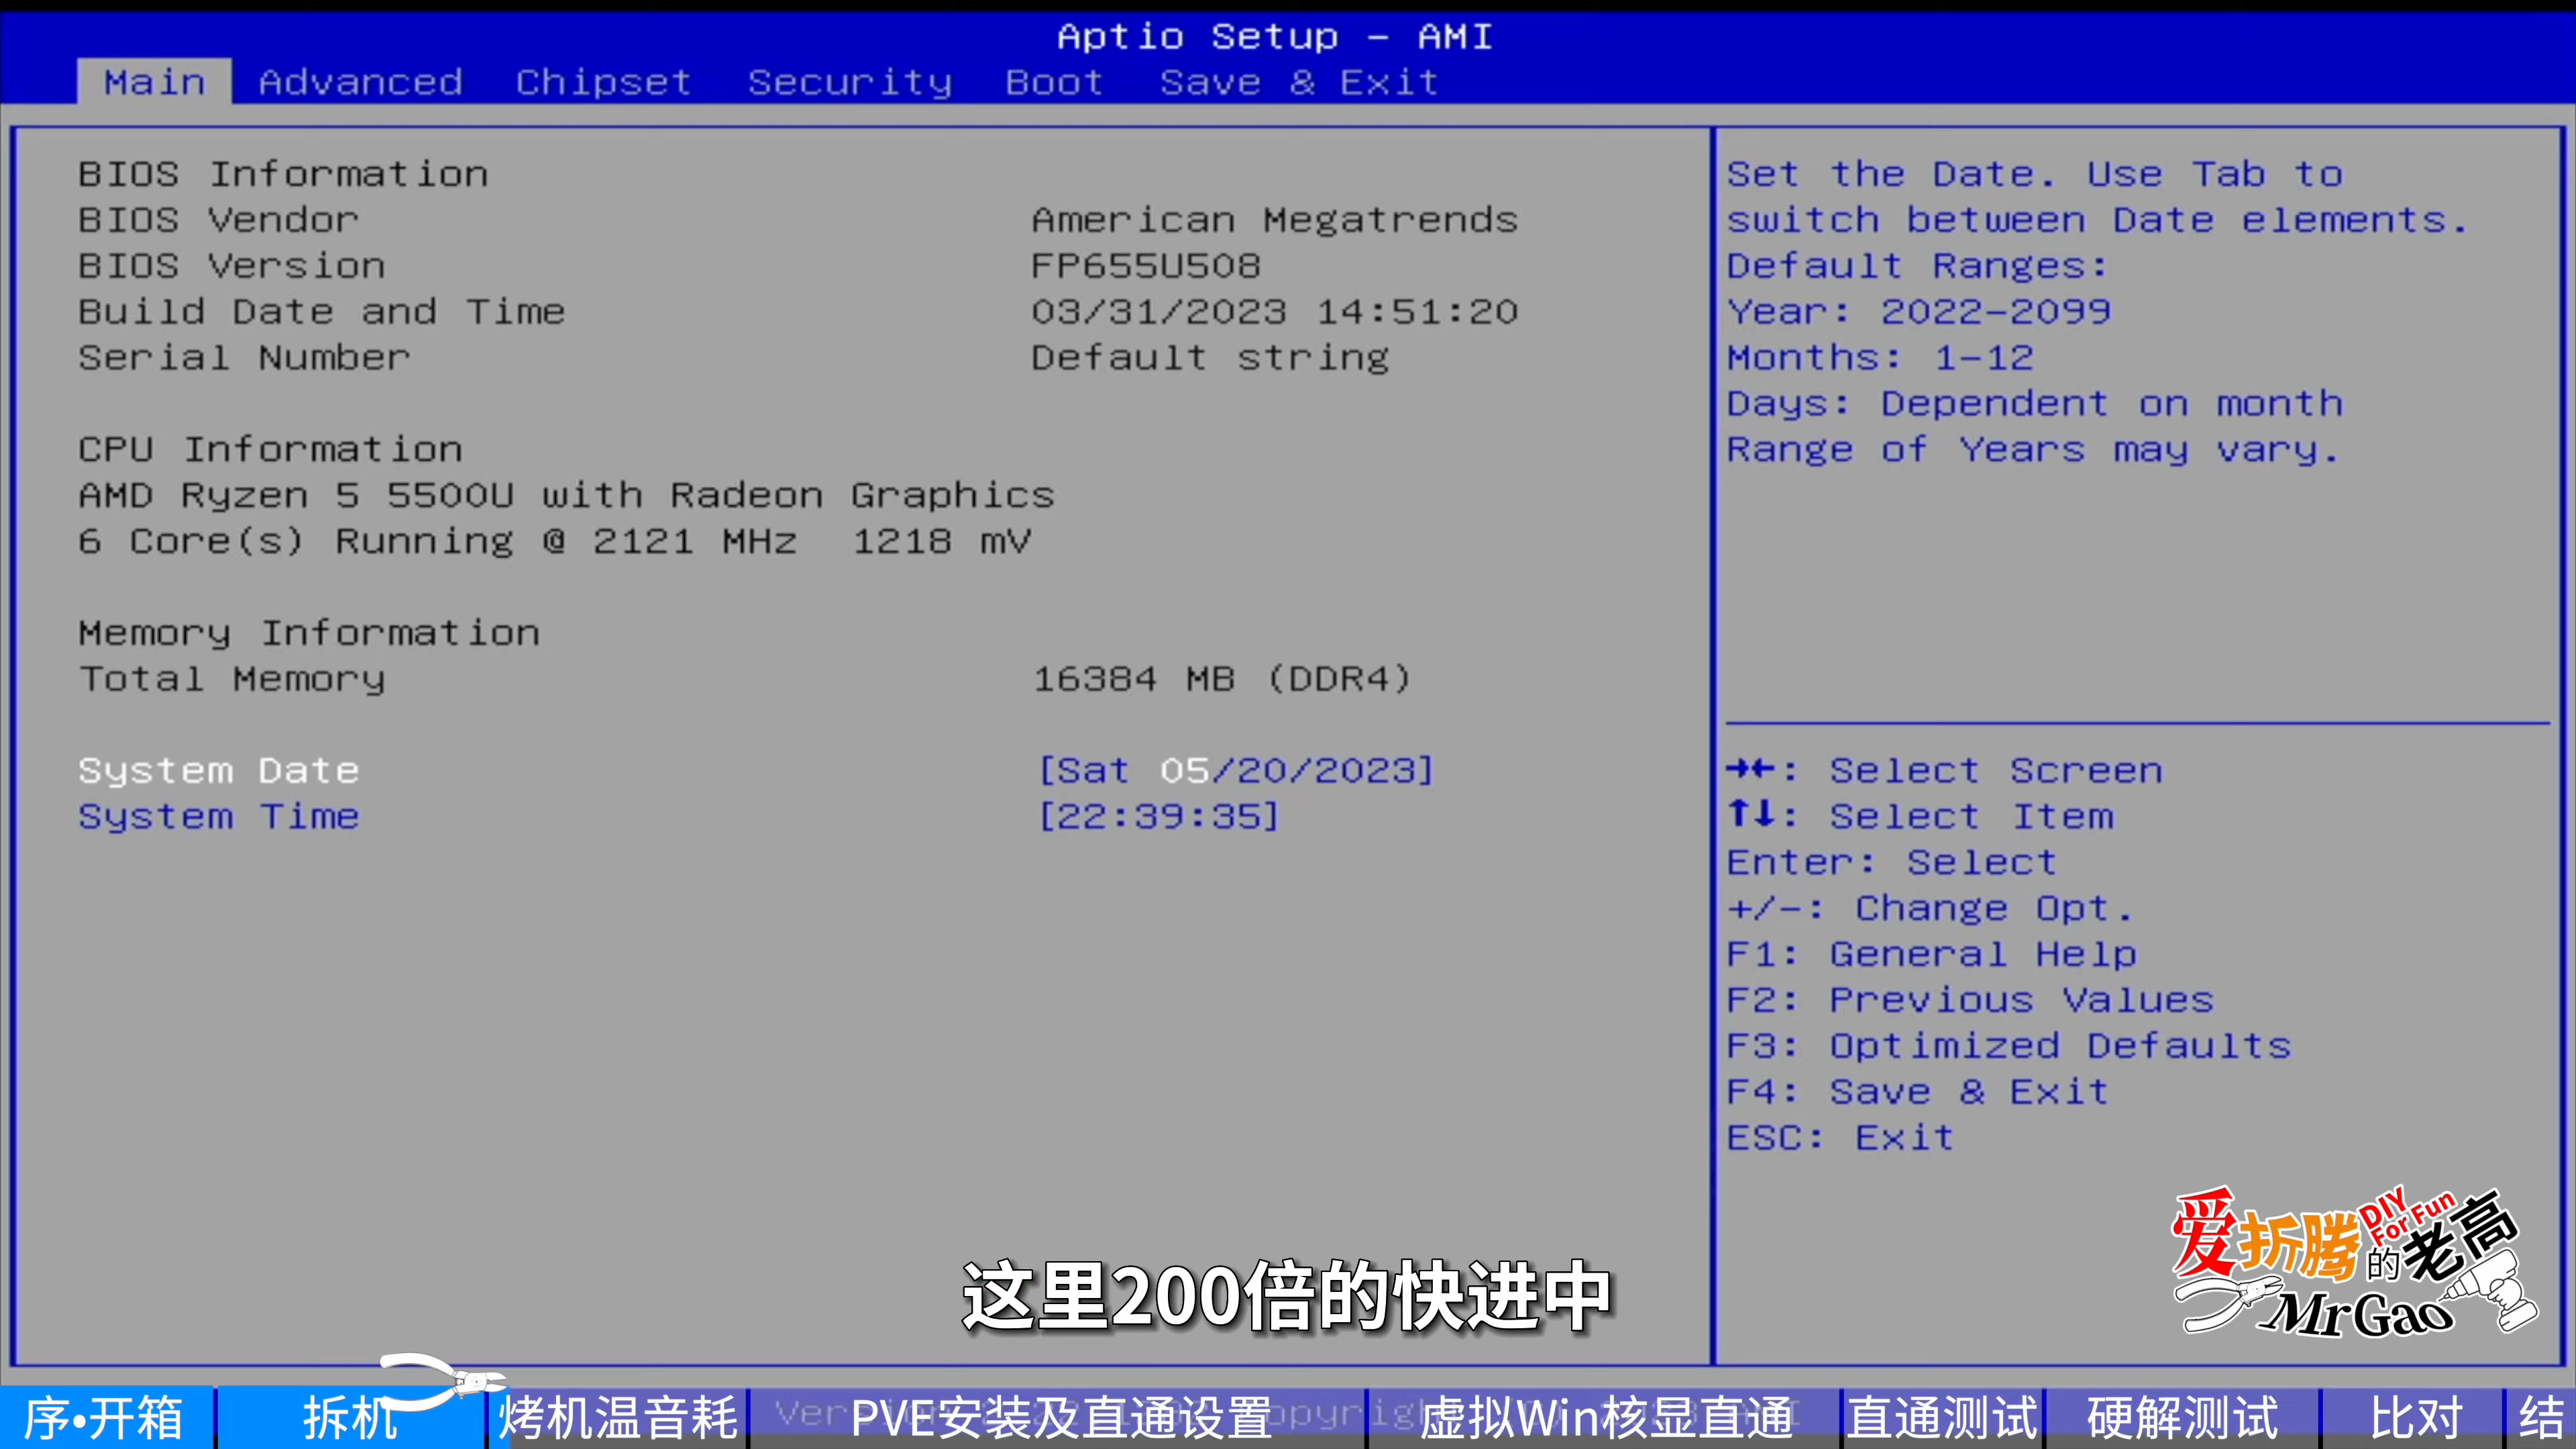 Aptio Setup - AMI
Main Advanced Chipset Security Boot Save & Exit
BIOS Information
BIOS Vendor American Megatrends
BIOS Version FP655U508
Build Date and Time 03/31/2023 14:51:20
Serial Number Default string
CPU Information
AMD Ryzen 5 5500U with Radeon Graphics
6 Core(s) Running @ 2121 MHz 1218 mV
Memory Information
Total Memory 16384 MB (DDR4)
System Date [Sat 05/20/2023]
System Time [22:39:35]
Set the Date. Use Tab to
switch between Date elements.
Default Ranges:
Year: 2022-2099
Months: 1-12
Days: Dependent on month
Range of Years may vary.
→←: Select Screen
↑↓: Select Item
Enter: Select
+/-: Change Opt.
F1: General Help
F2: Previous Values
F3: Optimized Defaults
F4: Save & Exit
ESC: Exit
爱折腾的老高
DIY For Fun
MrGao
这里200倍的快进中
序•开箱 拆机 烤机温音耗 PVE安装及直通设置 虚拟Win核显直通 直通测试 硬解测试 比对 结